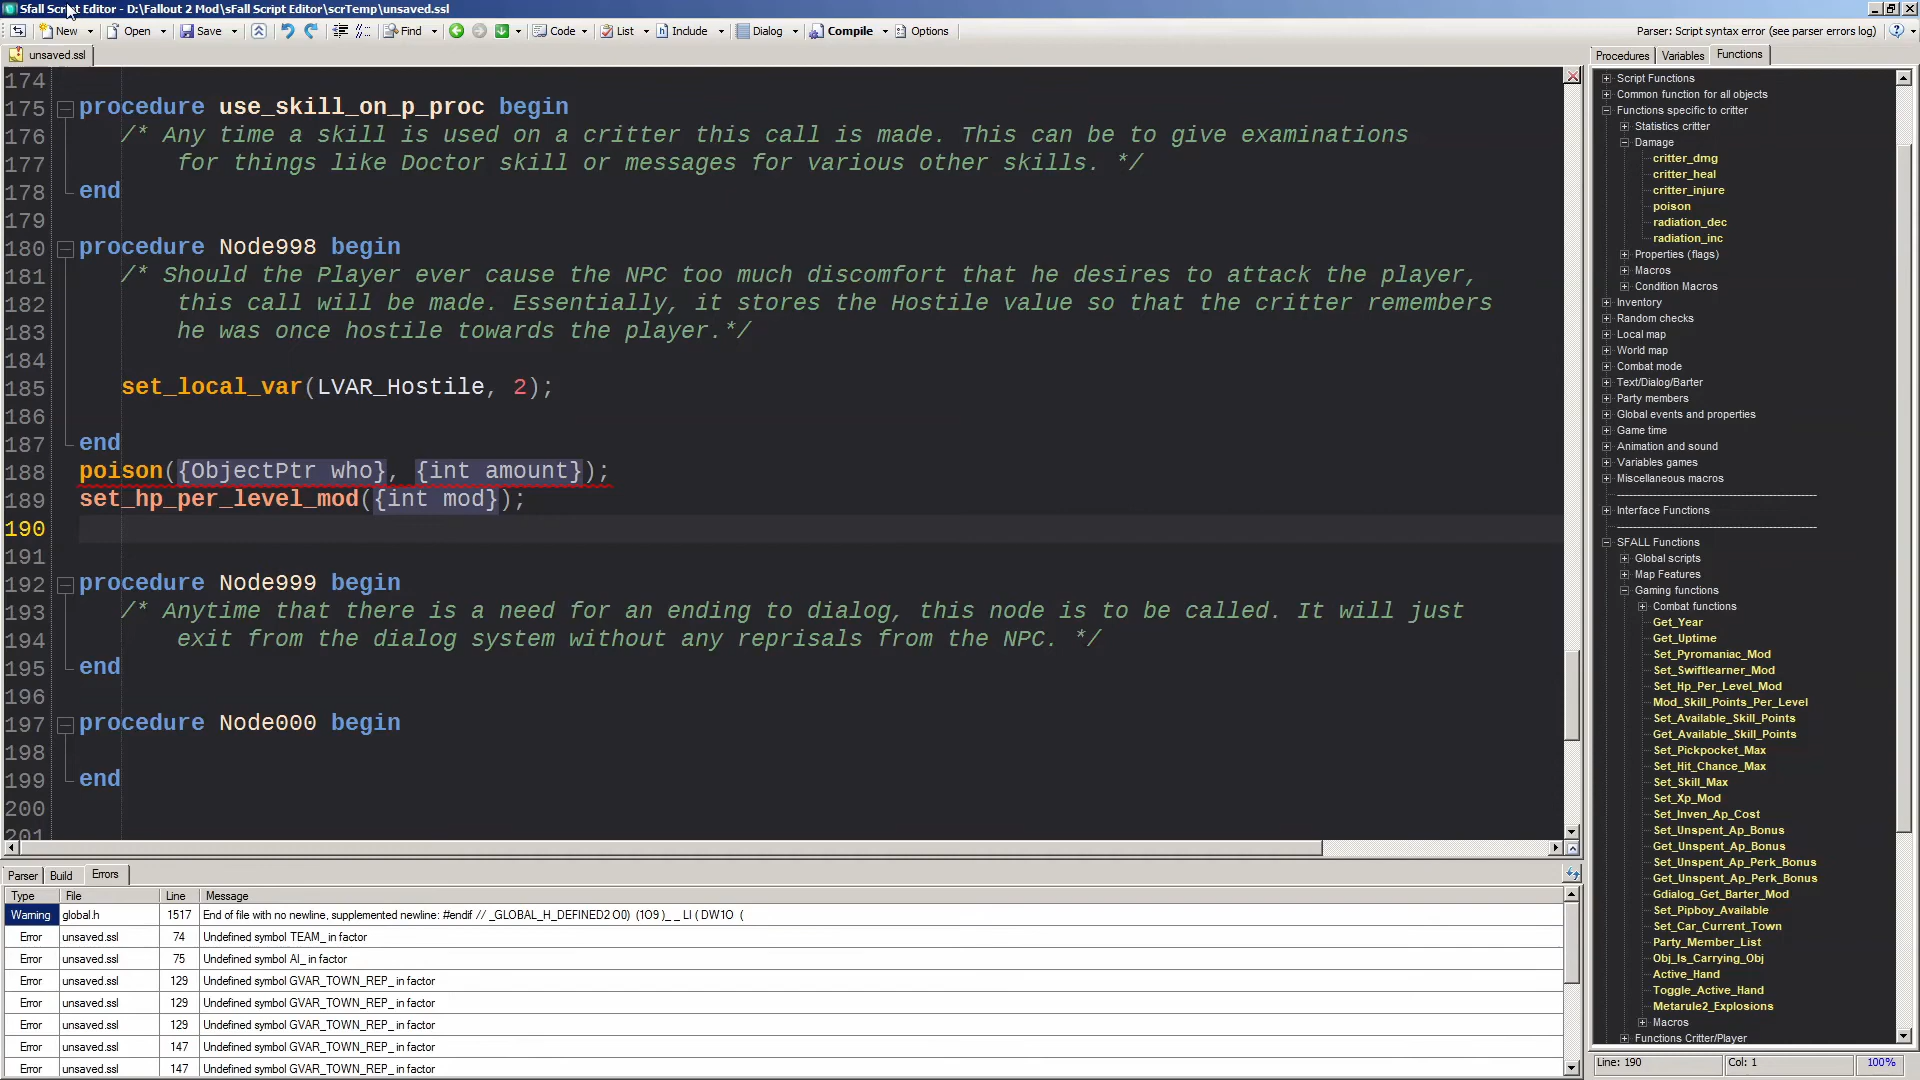 Sfall Script Editor - D:\Fallout 2 Mod\sFall Script Editor\scrTemp\unsaved.ssl
New Open Save Find Code List Include Dialog Compile Options Parser: Script syntax error (see parser errors log)
unsaved.ssl
174
175 procedure use_skill_on_p_proc begin
176 /* Any time a skill is used on a critter this call is made. This can be to give examinations
177 for things like Doctor skill or messages for various other skills. */
178 end
179
180 procedure Node998 begin
181 /* Should the Player ever cause the NPC too much discomfort that he desires to attack the player,
182 this call will be made. Essentially, it stores the Hostile value so that the critter remembers
183 he was once hostile towards the player.*/
184
185 set_local_var(LVAR_Hostile, 2);
186
187 end
188 poison({ObjectPtr who}, {int amount});
189 set_hp_per_level_mod({int mod});
190
191
192 procedure Node999 begin
193 /* Anytime that there is a need for an ending to dialog, this node is to be called. It will just
194 exit from the dialog system without any reprisals from the NPC. */
195 end
196
197 procedure Node000 begin
198
199 end
200
201
Procedures Variables Functions
Script Functions
Common function for all objects
Functions specific to critter
Statistics critter
Damage
critter_dmg
critter_heal
critter_injure
poison
radiation_dec
radiation_inc
Properties (flags)
Macros
Condition Macros
Inventory
Random checks
Local map
World map
Combat mode
Text/Dialog/Barter
Party members
Global events and properties
Game time
Animation and sound
Variables games
Miscellaneous macros
Interface Functions
SFALL Functions
Global scripts
Map Features
Gaming functions
Combat functions
Get_Year
Get_Uptime
Set_Pyromaniac_Mod
Set_Swiftlearner_Mod
Set_Hp_Per_Level_Mod
Mod_Skill_Points_Per_Level
Set_Available_Skill_Points
Get_Available_Skill_Points
Set_Pickpocket_Max
Set_Hit_Chance_Max
Set_Skill_Max
Set_Xp_Mod
Set_Inven_Ap_Cost
Set_Unspent_Ap_Bonus
Get_Unspent_Ap_Bonus
Set_Unspent_Ap_Perk_Bonus
Get_Unspent_Ap_Perk_Bonus
Gdialog_Get_Barter_Mod
Set_Pipboy_Available
Set_Car_Current_Town
Party_Member_List
Obj_Is_Carrying_Obj
Active_Hand
Toggle_Active_Hand
Metarule2_Explosions
Macros
Functions Critter/Player
Parser Build Errors
Type File Line Message
Warning global.h 1517 End of file with no newline, supplemented newline: #endif // _GLOBAL_H_DEFINED2 O0) (1O9 )_ _ LI ( DW1O (
Error unsaved.ssl 74 Undefined symbol TEAM_ in factor
Error unsaved.ssl 75 Undefined symbol AI_ in factor
Error unsaved.ssl 129 Undefined symbol GVAR_TOWN_REP_ in factor
Error unsaved.ssl 129 Undefined symbol GVAR_TOWN_REP_ in factor
Error unsaved.ssl 129 Undefined symbol GVAR_TOWN_REP_ in factor
Error unsaved.ssl 147 Undefined symbol GVAR_TOWN_REP_ in factor
Error unsaved.ssl 147 Undefined symbol GVAR_TOWN_REP_ in factor
Line: 190 Col: 1 100%